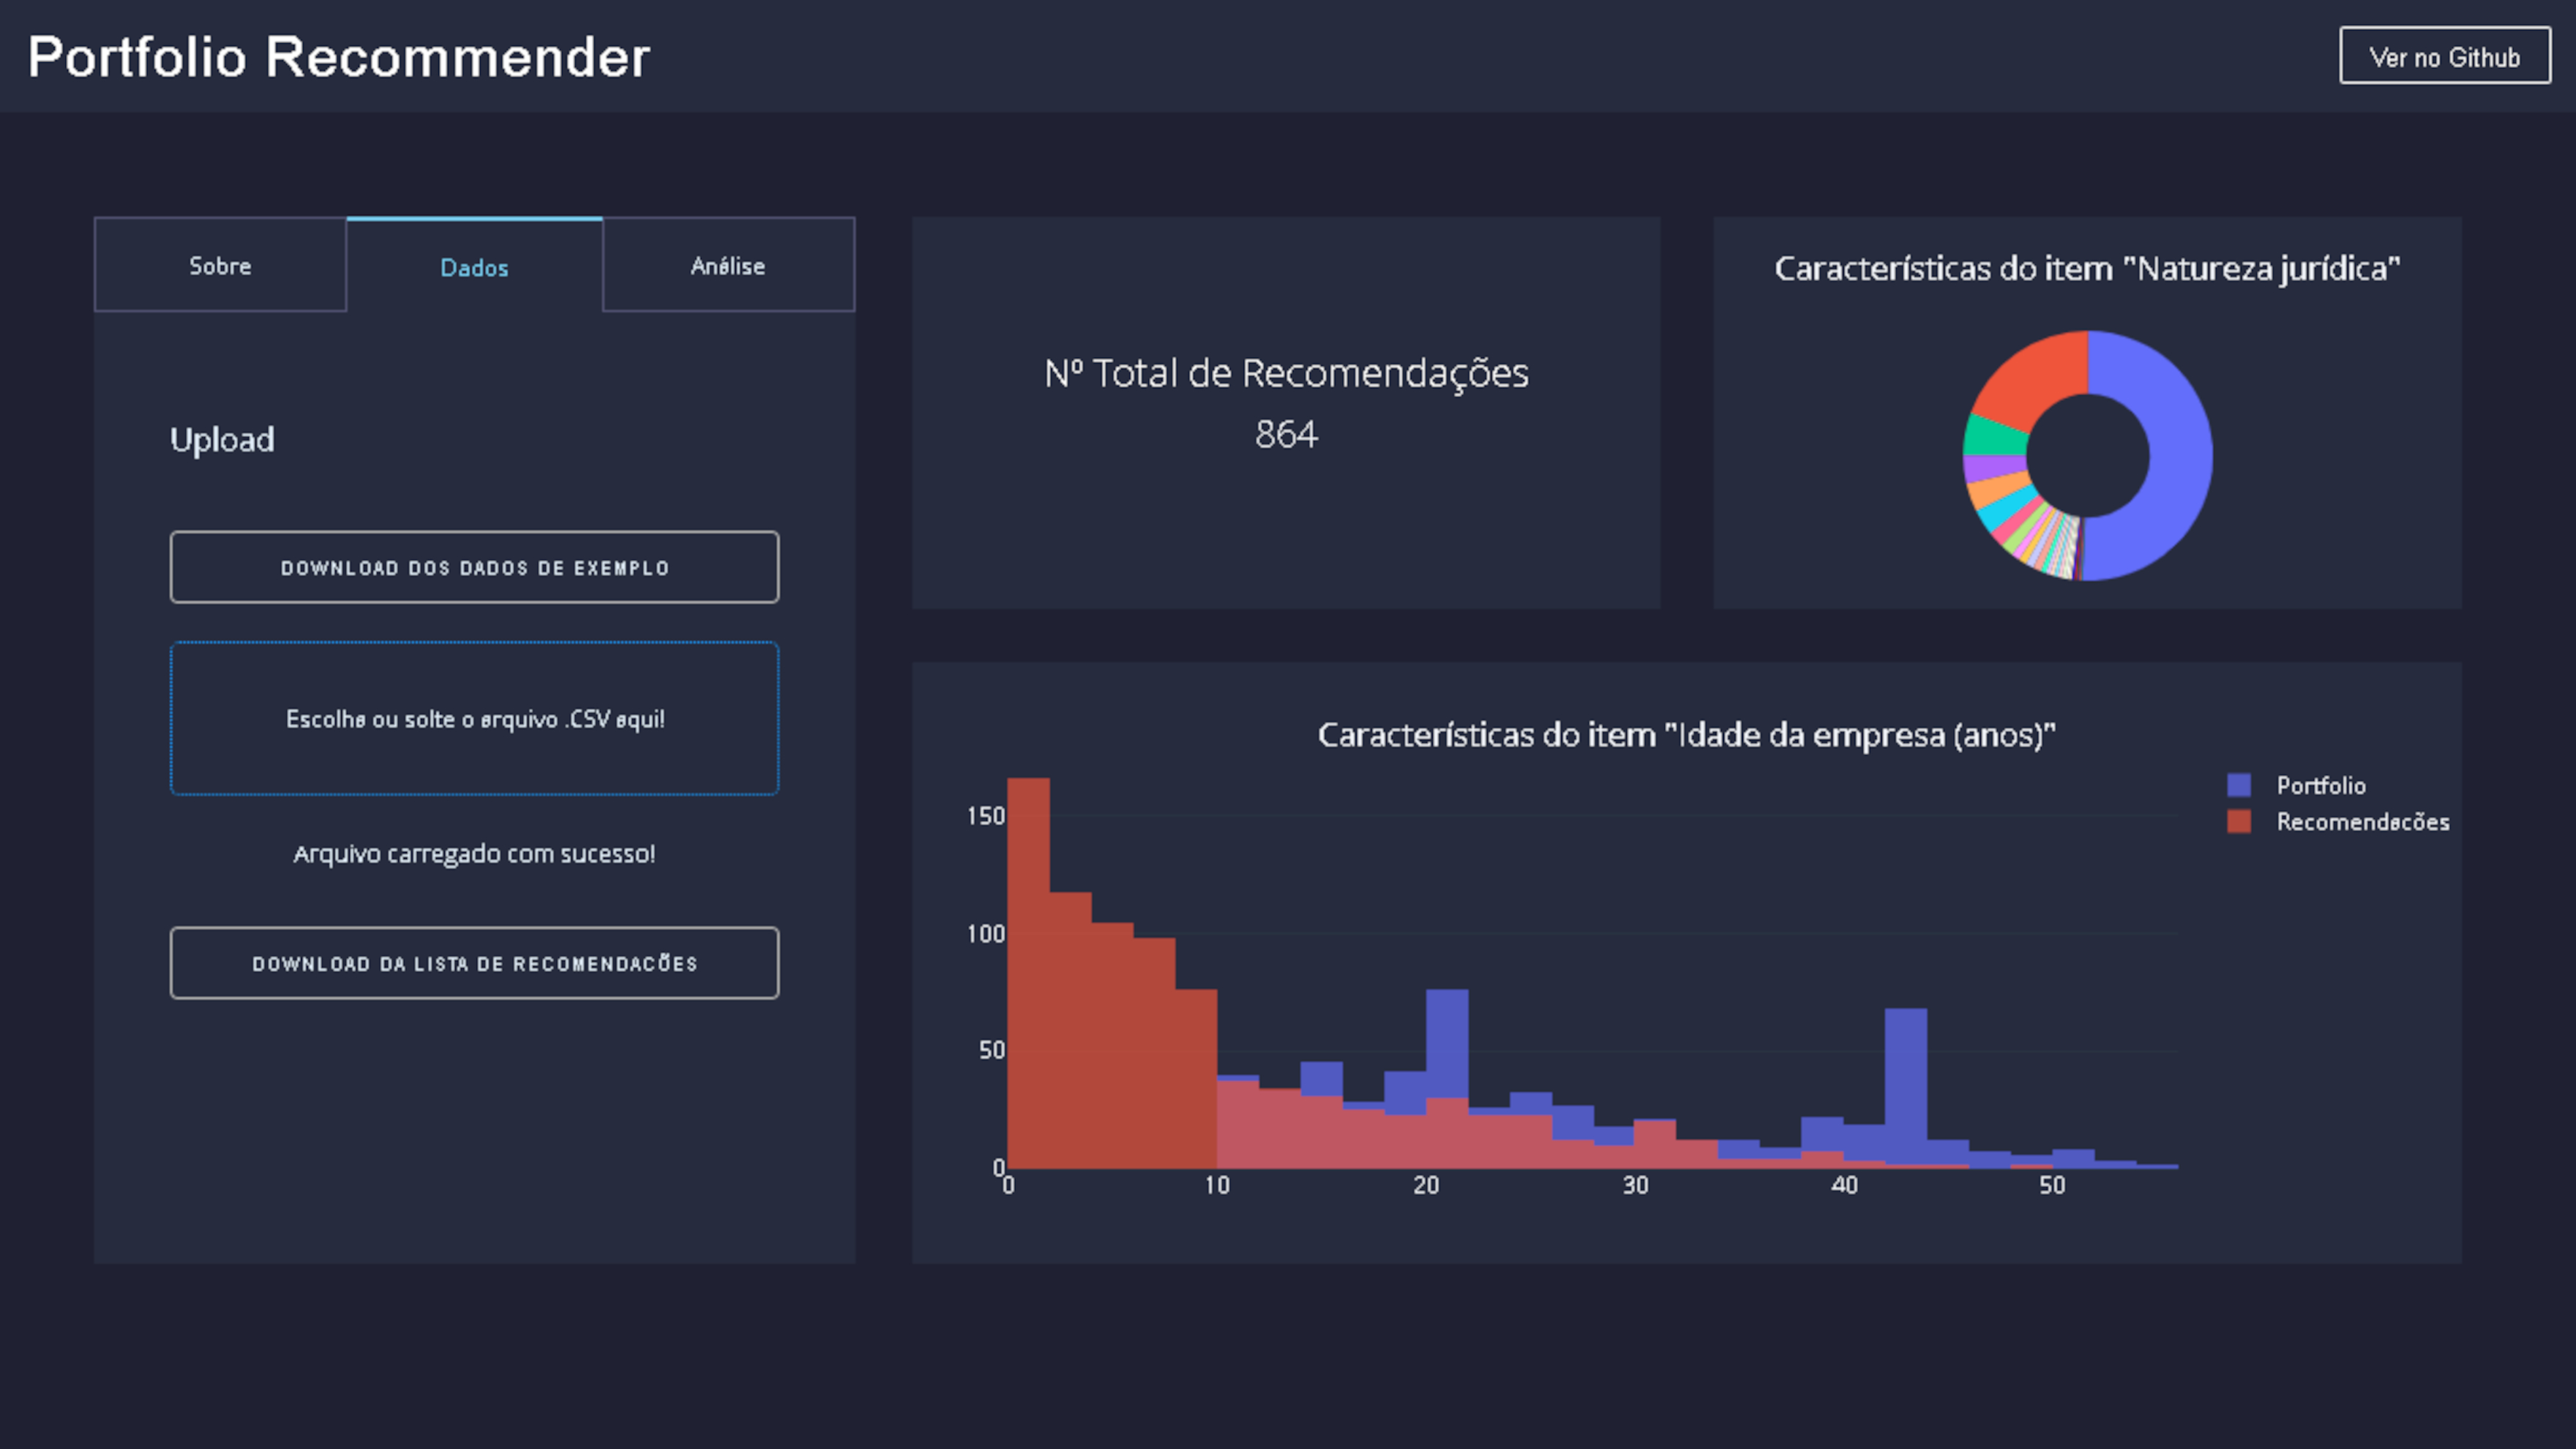 Portfolio Recommender
Ver no Github
Sobre
Dados
Análise
Upload
DOWNLOAD DOS DADOS DE EXEMPLO
Escolha ou solte o arquivo .CSV aqui!
Arquivo carregado com sucesso!
DOWNLOAD DA LISTA DE RECOMENDACÕES
Nº Total de Recomendações
864
Características do item "Natureza jurídica"
Características do item "Idade da empresa (anos)"
Portfolio
Recomendacões
150
100
50
0
0 10 20 30 40 50